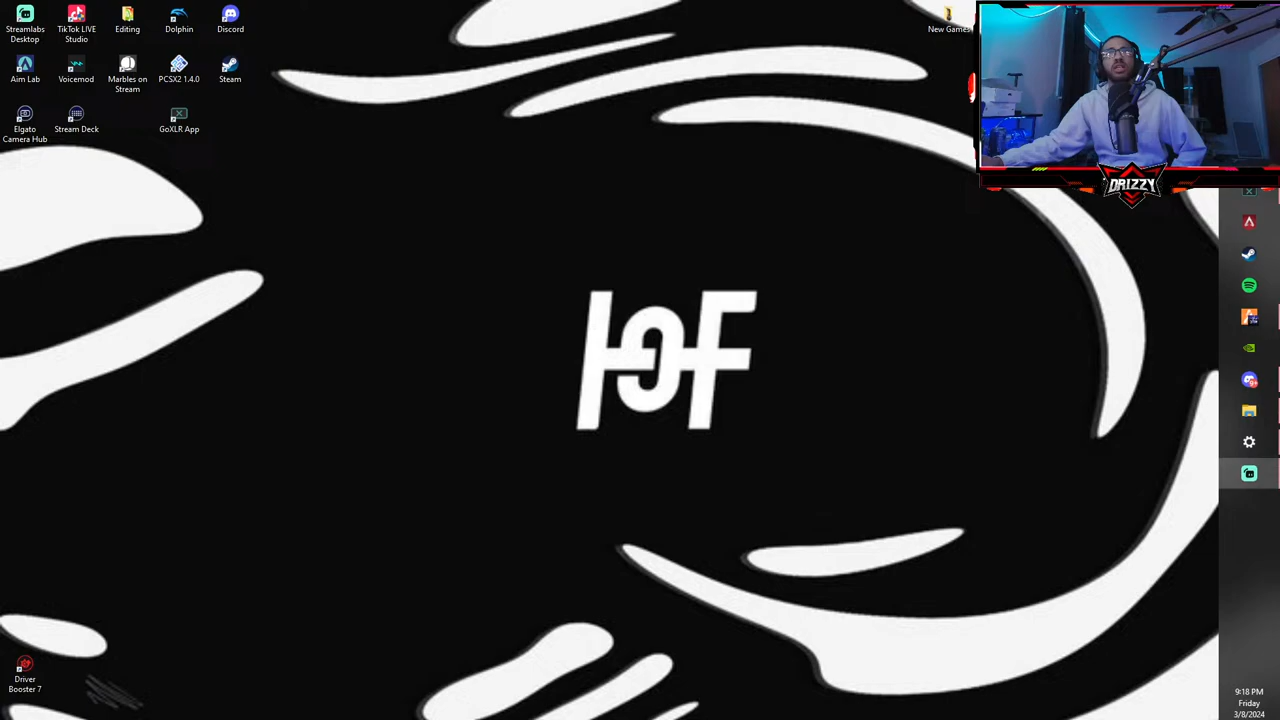 Streamlabs Desktop
TikTok LIVE Studio
Editing
Dolphin
Discord
New Games
Aim Lab
Voicemod
Marbles on Stream
PCSX2 1.4.0
Steam
Elgato Camera Hub
Stream Deck
GoXLR App
DRIZZY
HOF
Driver Booster 7
9:18 PM
Friday
3/8/2024